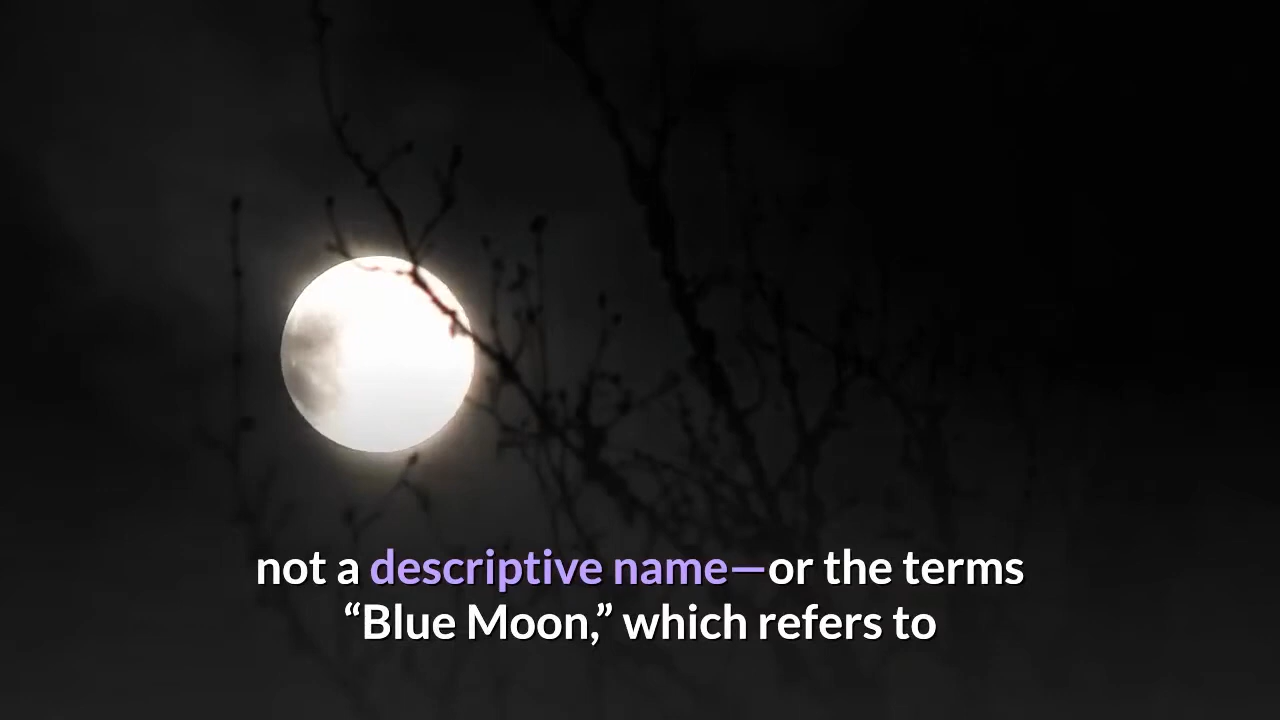 not a descriptive name—or the terms
“Blue Moon,” which refers to